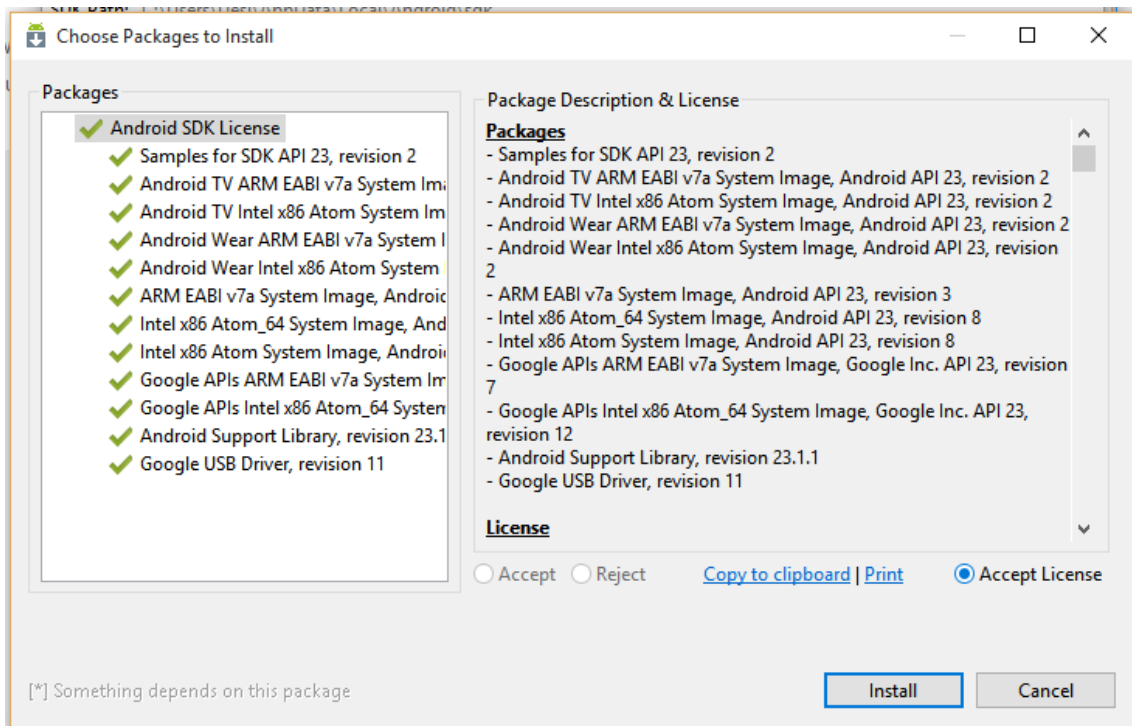 SDK Path: C:\Users\Desi\AppData\Local\Android\sdk
Choose Packages to Install
Packages
Android SDK License
Samples for SDK API 23, revision 2
Android TV ARM EABI v7a System Ima
Android TV Intel x86 Atom System Im
Android Wear ARM EABI v7a System I
Android Wear Intel x86 Atom System
ARM EABI v7a System Image, Android
Intel x86 Atom_64 System Image, And
Intel x86 Atom System Image, Androi
Google APIs ARM EABI v7a System Im
Google APIs Intel x86 Atom_64 System
Android Support Library, revision 23.1
Google USB Driver, revision 11
Package Description & License
Packages
- Samples for SDK API 23, revision 2
- Android TV ARM EABI v7a System Image, Android API 23, revision 2
- Android TV Intel x86 Atom System Image, Android API 23, revision 2
- Android Wear ARM EABI v7a System Image, Android API 23, revision 2
- Android Wear Intel x86 Atom System Image, Android API 23, revision
2
- ARM EABI v7a System Image, Android API 23, revision 3
- Intel x86 Atom_64 System Image, Android API 23, revision 8
- Intel x86 Atom System Image, Android API 23, revision 8
- Google APIs ARM EABI v7a System Image, Google Inc. API 23, revision
7
- Google APIs Intel x86 Atom_64 System Image, Google Inc. API 23,
revision 12
- Android Support Library, revision 23.1.1
- Google USB Driver, revision 11
License
Accept Reject Copy to clipboard | Print Accept License
[*] Something depends on this package
Install Cancel